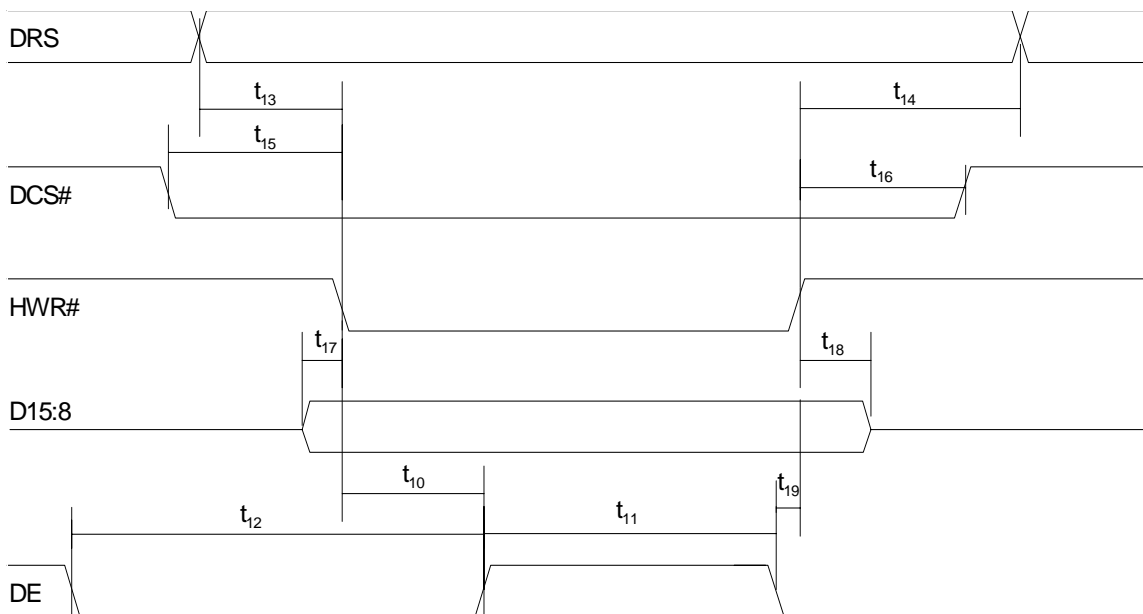 DRS
t13
t14
t15
DCS#
t16
HWR#
t17
t18
D15:8
t10
t19
t12
t11
DE